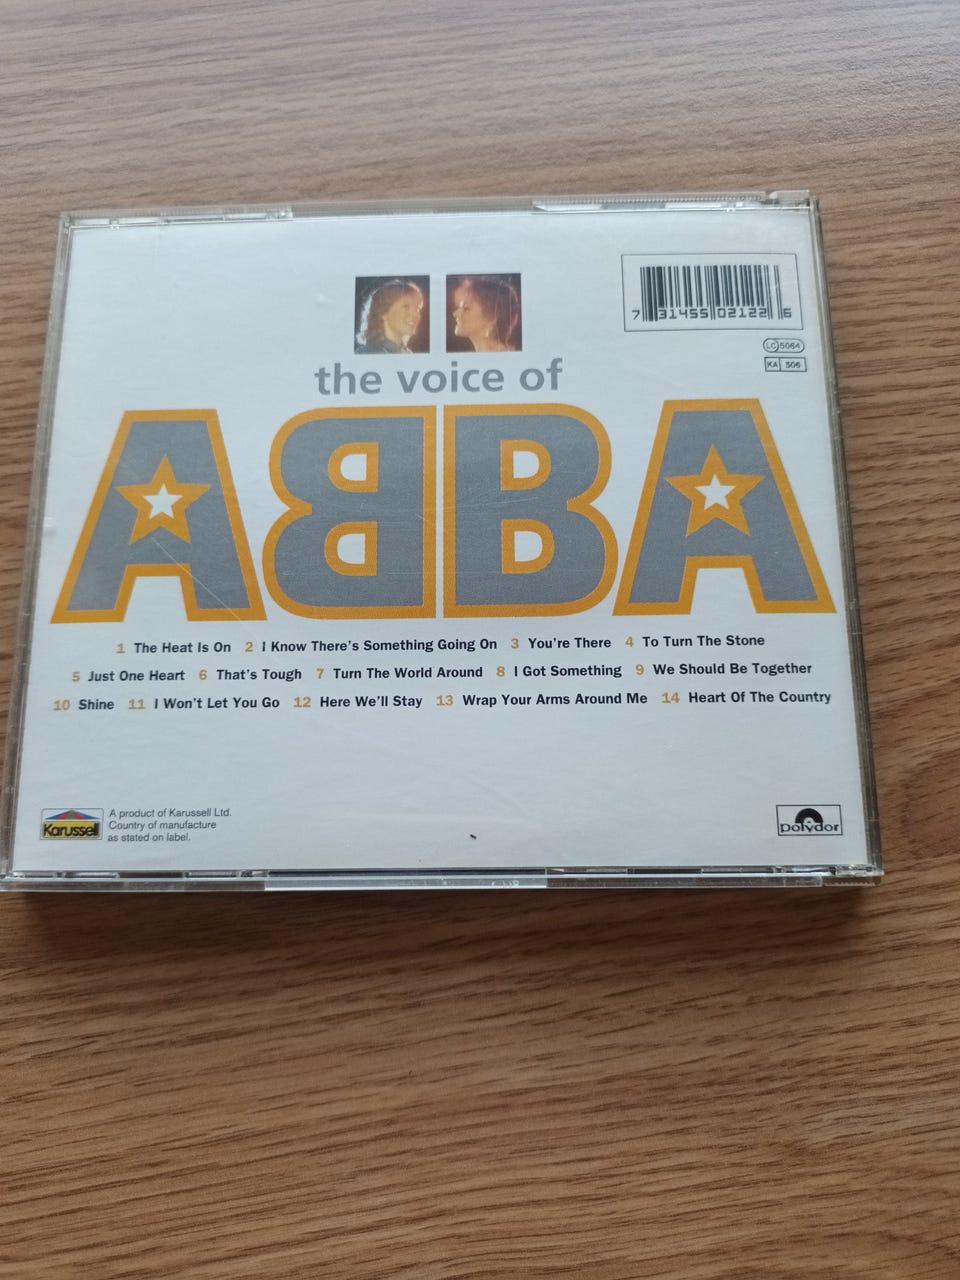 7 31455 02122 6
LC 5064
KA 506
the voice of
ABBA
1 The Heat Is On 2 I Know There's Something Going On 3 You're There 4 To Turn The Stone
5 Just One Heart 6 That's Tough 7 Turn The World Around 8 I Got Something 9 We Should Be Together
10 Shine 11 I Won't Let You Go 12 Here We'll Stay 13 Wrap Your Arms Around Me 14 Heart Of The Country
Karussell
A product of Karussell Ltd.
Country of manufacture
as stated on label.
polydor